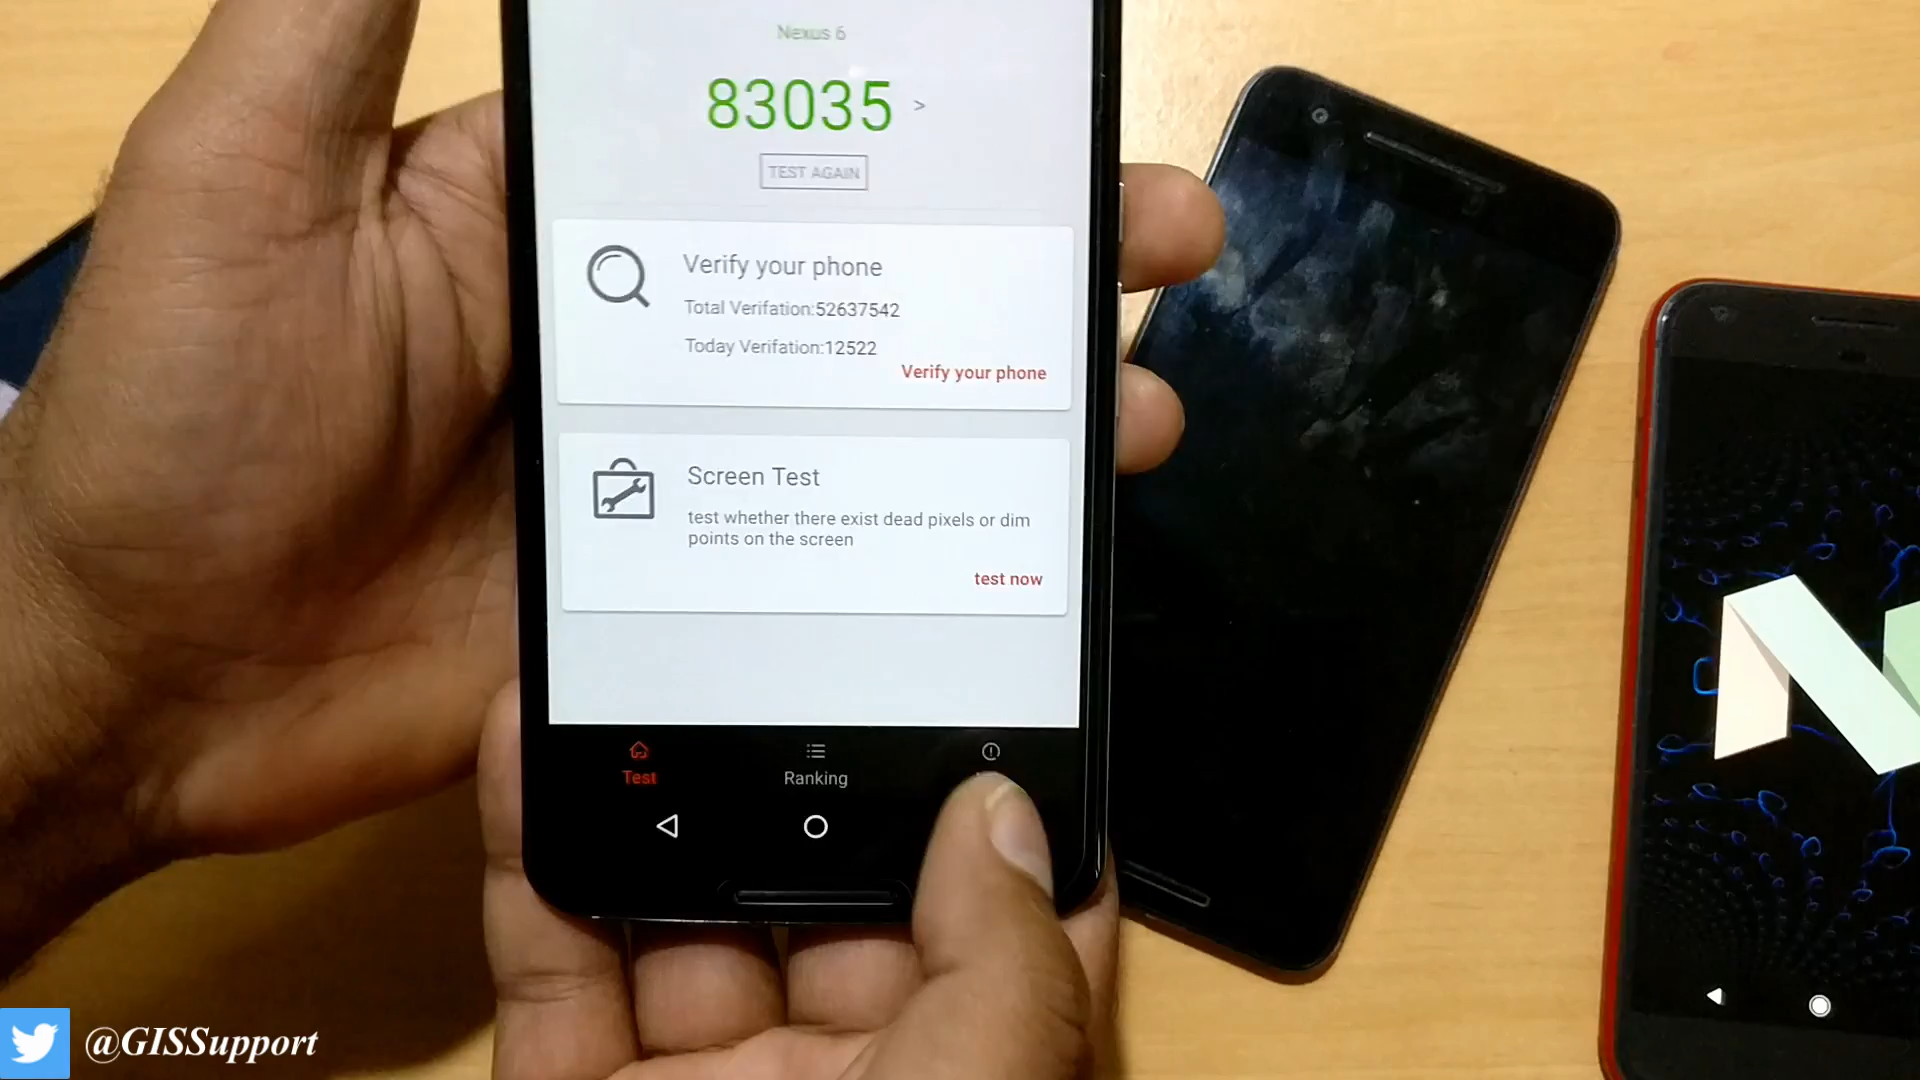 Nexus 6
83035 >
TEST AGAIN
Verify your phone
Total Verifation:52637542
Today Verifation:12522
Verify your phone
Screen Test
test whether there exist dead pixels or dim
points on the screen
test now
Test
Ranking
@GISSupport